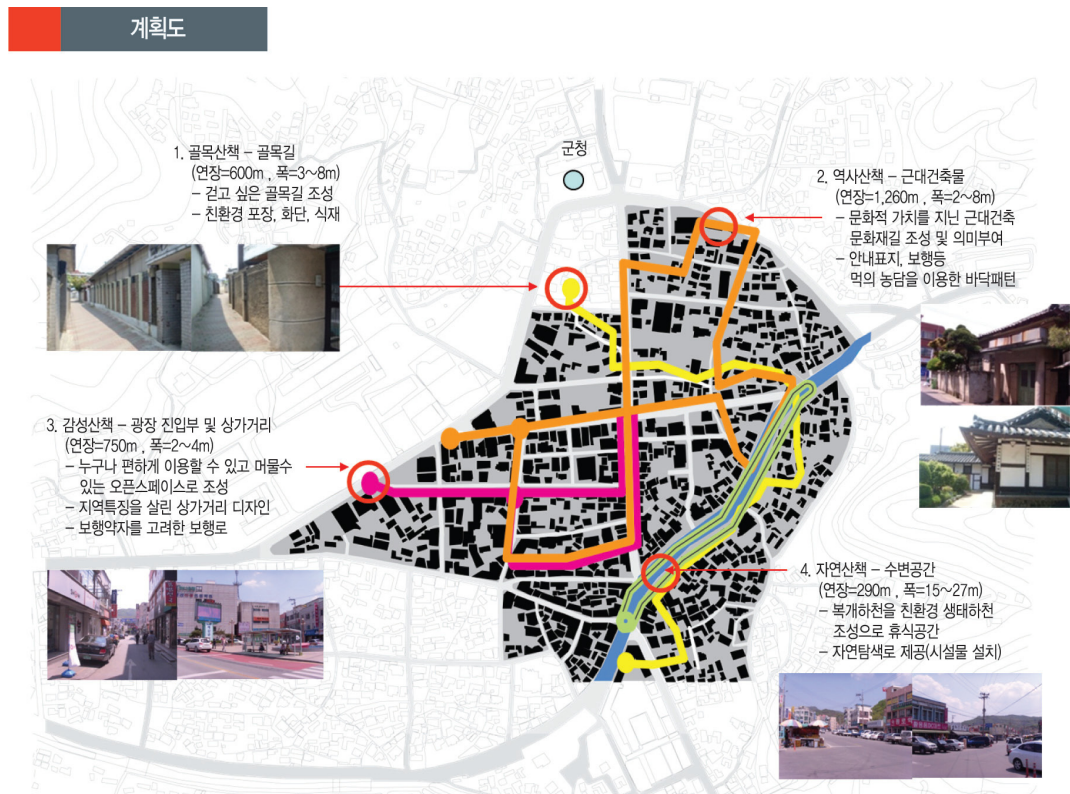 계획도
군청
1. 골목산책 – 골목길
(연장=600m , 폭=3~8m)
– 걷고 싶은 골목길 조성
– 친환경 포장, 화단, 식재
2. 역사산책 – 근대건축물
(연장=1,260m , 폭=2~8m)
– 문화적 가치를 지닌 근대건축
문화재길 조성 및 의미부여
– 안내표지, 보행등
먹의 농담을 이용한 바닥패턴
3. 감성산책 – 광장 진입부 및 상가거리
(연장=750m , 폭=2~4m)
– 누구나 편하게 이용할 수 있고 머물수
있는 오픈스페이스로 조성
– 지역특징을 살린 상가거리 디자인
– 보행약자를 고려한 보행로
4. 자연산책 – 수변공간
(연장=290m , 폭=15~27m)
– 복개하천을 친환경 생태하천
조성으로 휴식공간
– 자연탐색로 제공(시설물 설치)